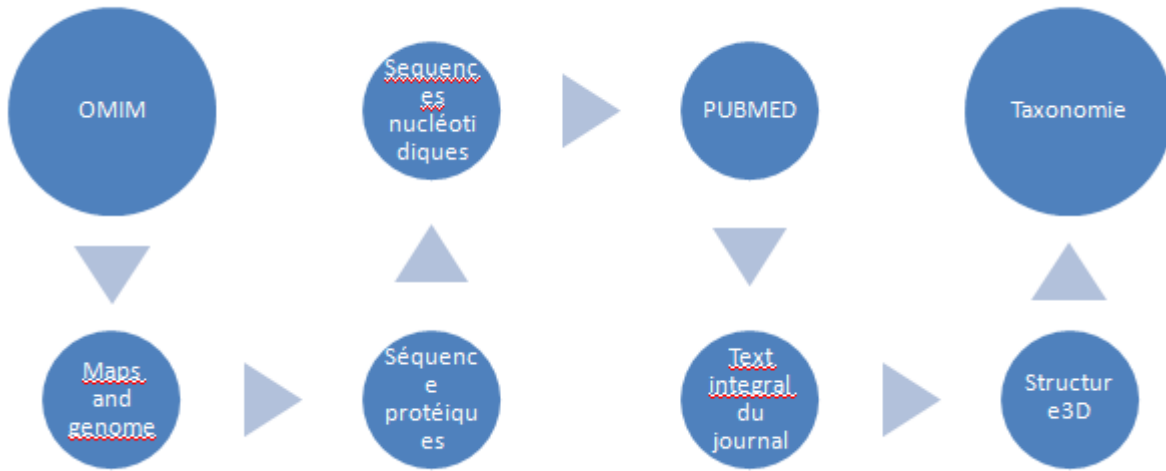 OMIM
Sequenc
es
nucléoti
diques
PUBMED
Taxonomie
Maps
and
genome
Séquenc
e
protéiqu
es
Text
integral
du
journal
Structur
e3D